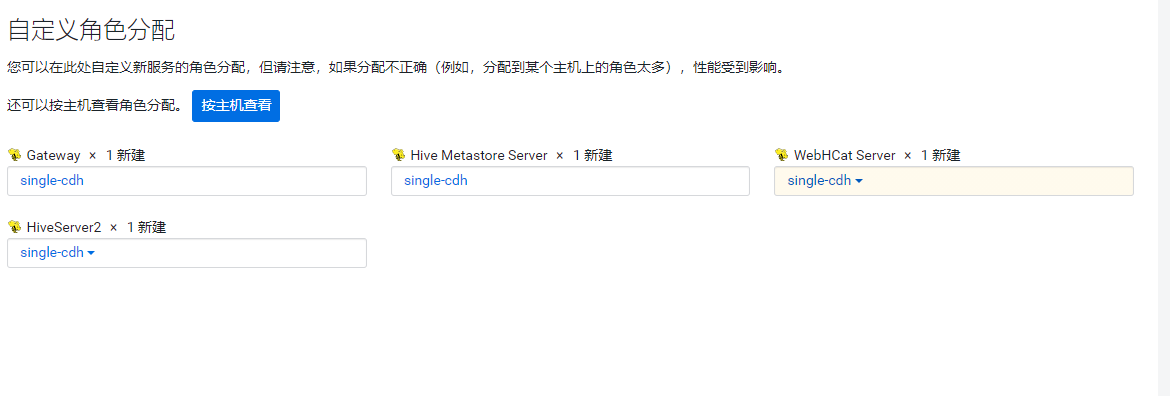 自定义角色分配
您可以在此处自定义新服务的角色分配，但请注意，如果分配不正确（例如，分配到某个主机上的角色太多），性能受到影响。
还可以按主机查看角色分配。 按主机查看
Gateway × 1 新建 Hive Metastore Server × 1 新建 WebHCat Server × 1 新建
single-cdh single-cdh single-cdh
HiveServer2 × 1 新建
single-cdh